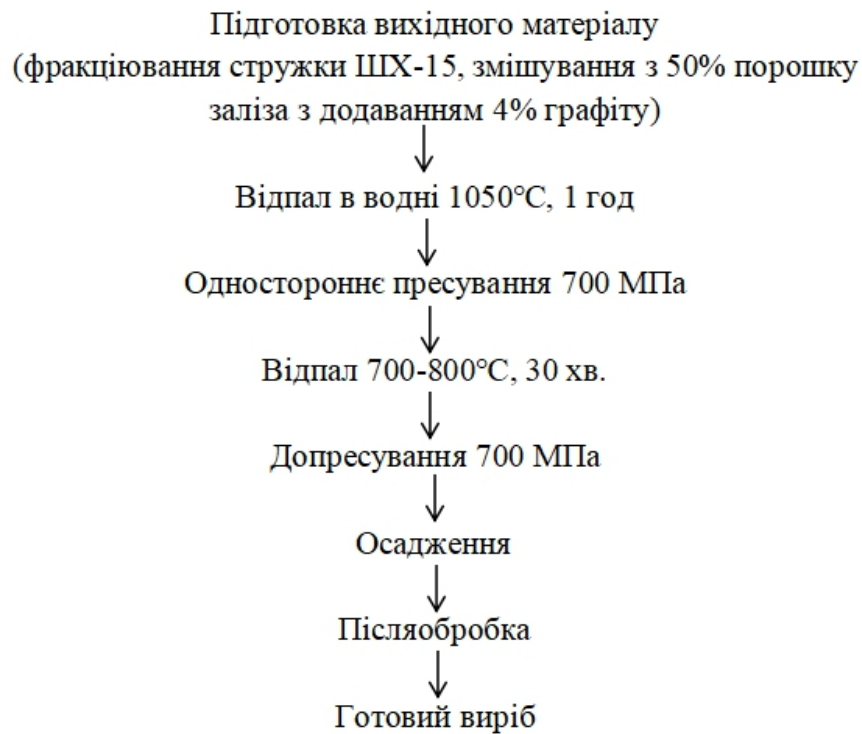 Підготовка вихідного матеріалу
(фракціювання стружки ШХ-15, змішування з 50% порошку
заліза з додаванням 4% графіту)
Відпал в водні 1050°С, 1 год
Одностороннє пресування 700 МПа
Відпал 700-800°С, 30 хв.
Допресування 700 МПа
Осадження
Післяобробка
Готовий виріб